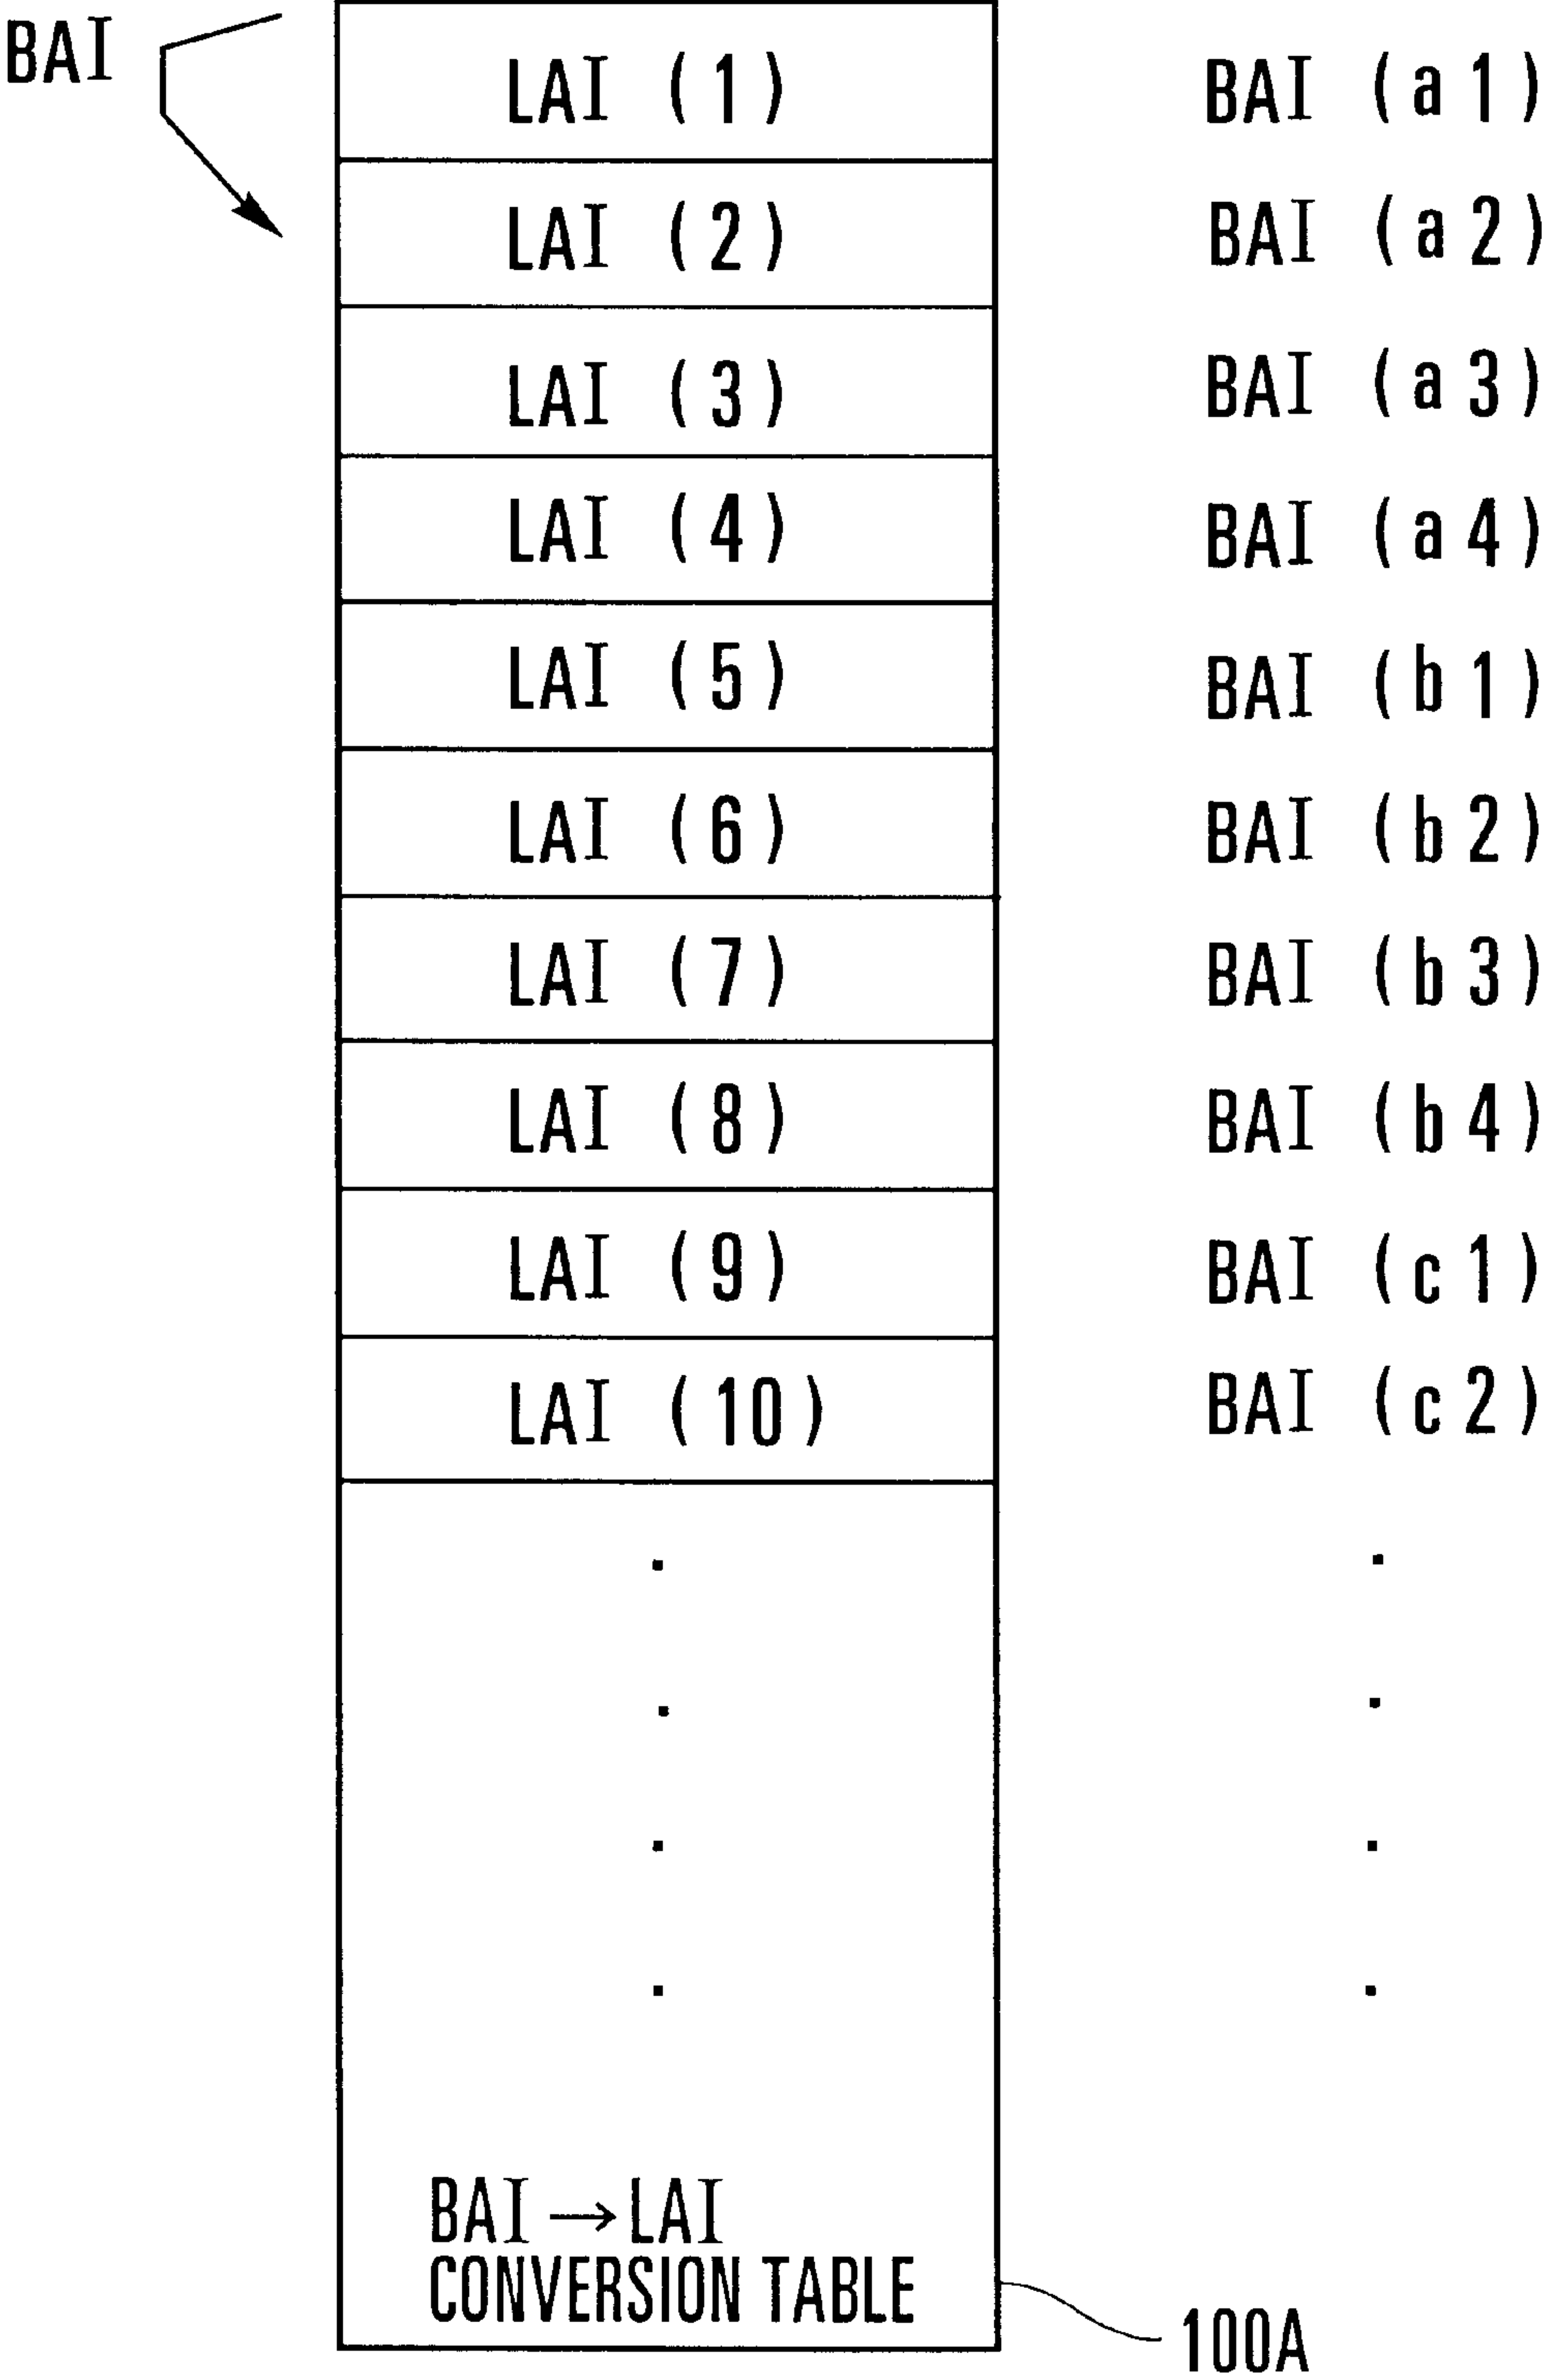 BAI
LAI (1) BAI (a1)
LAI (2) BAI (a2)
LAI (3) BAI (a3)
LAI (4) BAI (a4)
LAI (5) BAI (b1)
LAI (6) BAI (b2)
LAI (7) BAI (b3)
LAI (8) BAI (b4)
LAI (9) BAI (c1)
LAI (10) BAI (c2)
BAI → LAI
CONVERSION TABLE
100A